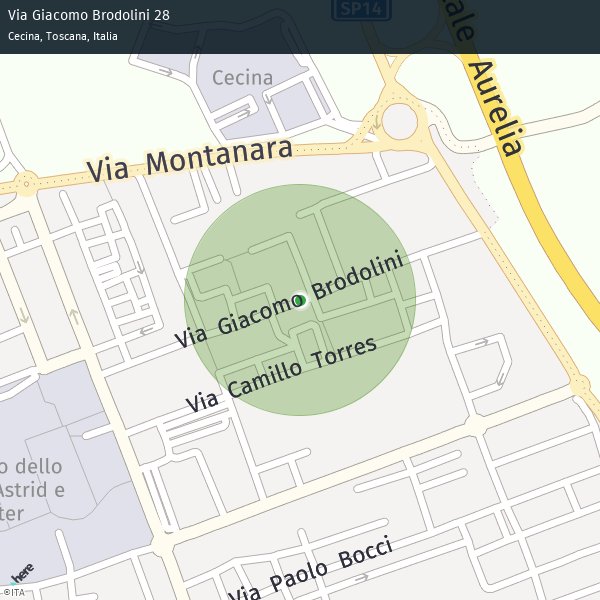 Via Giacomo Brodolini 28
Cecina, Toscana, Italia
SP14
ale Aurelia
Cecina
Via Montanara
Via Giacomo Brodolini
Via Camillo Torres
o dello
Astrid e
ter
Via Paolo Bocci
here
©ITA